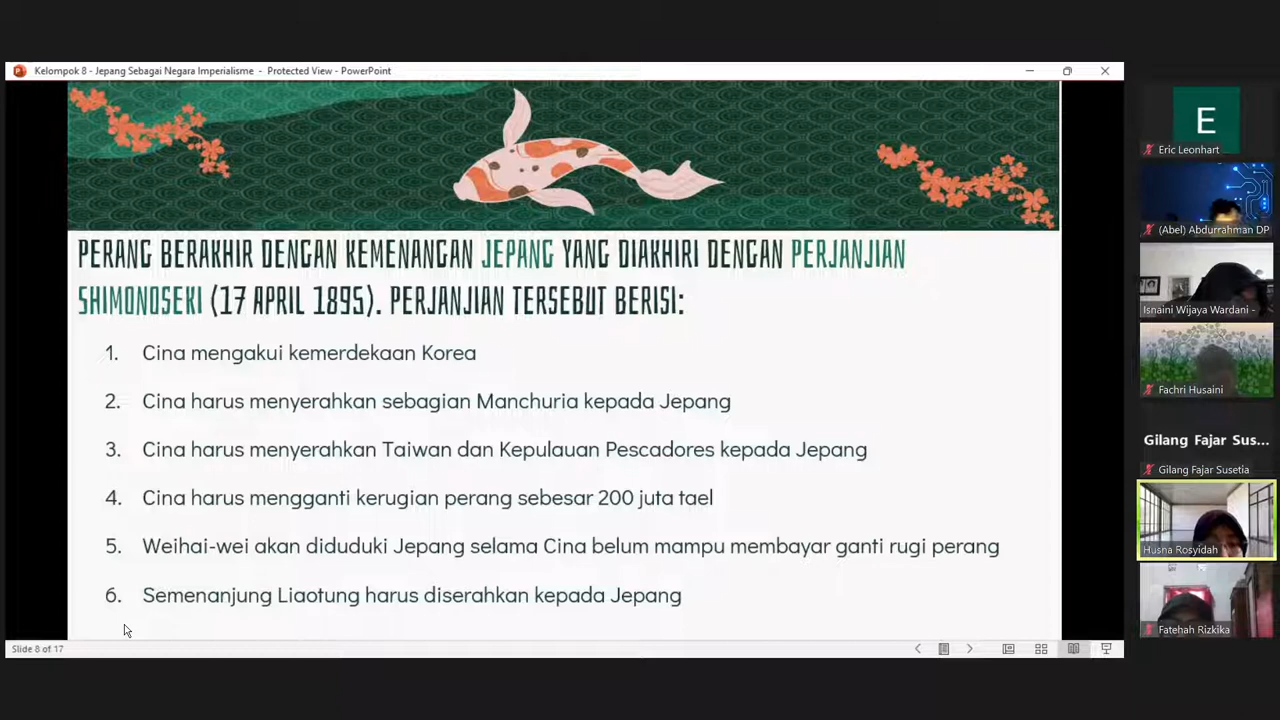 Kelompok 8 - Jepang Sebagai Negara Imperialisme - Protected View - PowerPoint
PERANG BERAKHIR DENGAN KEMENANGAN JEPANG YANG DIAKHIRI DENGAN PERJANJIAN
SHIMONOSEKI (17 APRIL 1895). PERJANJIAN TERSEBUT BERISI:
1. Cina mengakui kemerdekaan Korea
2. Cina harus menyerahkan sebagian Manchuria kepada Jepang
3. Cina harus menyerahkan Taiwan dan Kepulauan Pescadores kepada Jepang
4. Cina harus mengganti kerugian perang sebesar 200 juta tael
5. Weihai-wei akan diduduki Jepang selama Cina belum mampu membayar ganti rugi perang
6. Semenanjung Liaotung harus diserahkan kepada Jepang
Slide 8 of 17
E
Eric Leonhart
(Abel) Abdurrahman DP
Isnaini Wijaya Wardani -
Fachri Husaini
Gilang Fajar Sus...
Gilang Fajar Susetia
Husna Rosyidah
Fatehah Rizkika